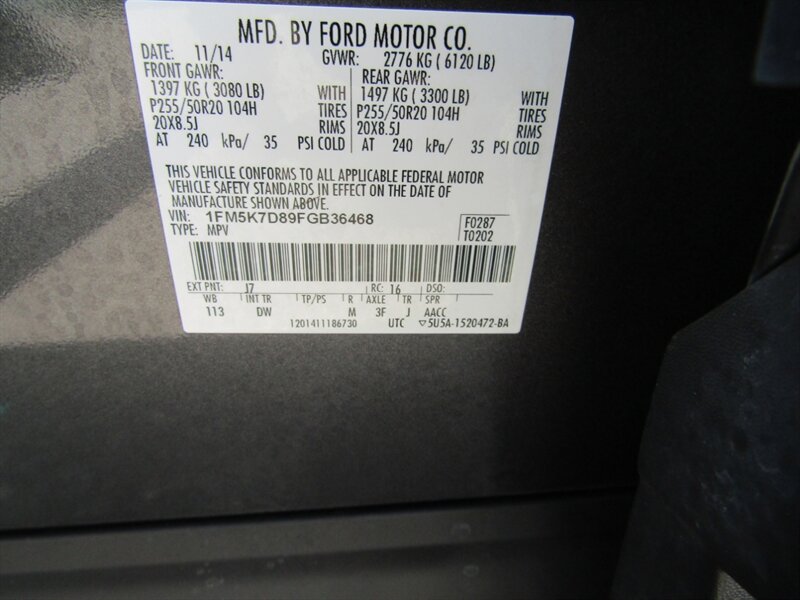 MFD. BY FORD MOTOR CO.
DATE: 11/14 GVWR: 2776 KG ( 6120 LB)
FRONT GAWR: REAR GAWR:
1397 KG ( 3080 LB) WITH 1497 KG ( 3300 LB) WITH
P255/50R20 104H TIRES P255/50R20 104H TIRES
20X8.5J RIMS 20X8.5J RIMS
AT 240 kPa/ 35 PSI COLD AT 240 kPa/ 35 PSI COLD
THIS VEHICLE CONFORMS TO ALL APPLICABLE FEDERAL MOTOR
VEHICLE SAFETY STANDARDS IN EFFECT ON THE DATE OF
MANUFACTURE SHOWN ABOVE.
VIN: 1FM5K7D89FGB36468 F0287
TYPE: MPV T0202
EXT PNT: J7 RC: 16 DSO:
WB INT TR TP/PS R AXLE TR SPR
113 DW M 3F J AACC
1201411186730 UTC ▽5U5A-1520472-BA